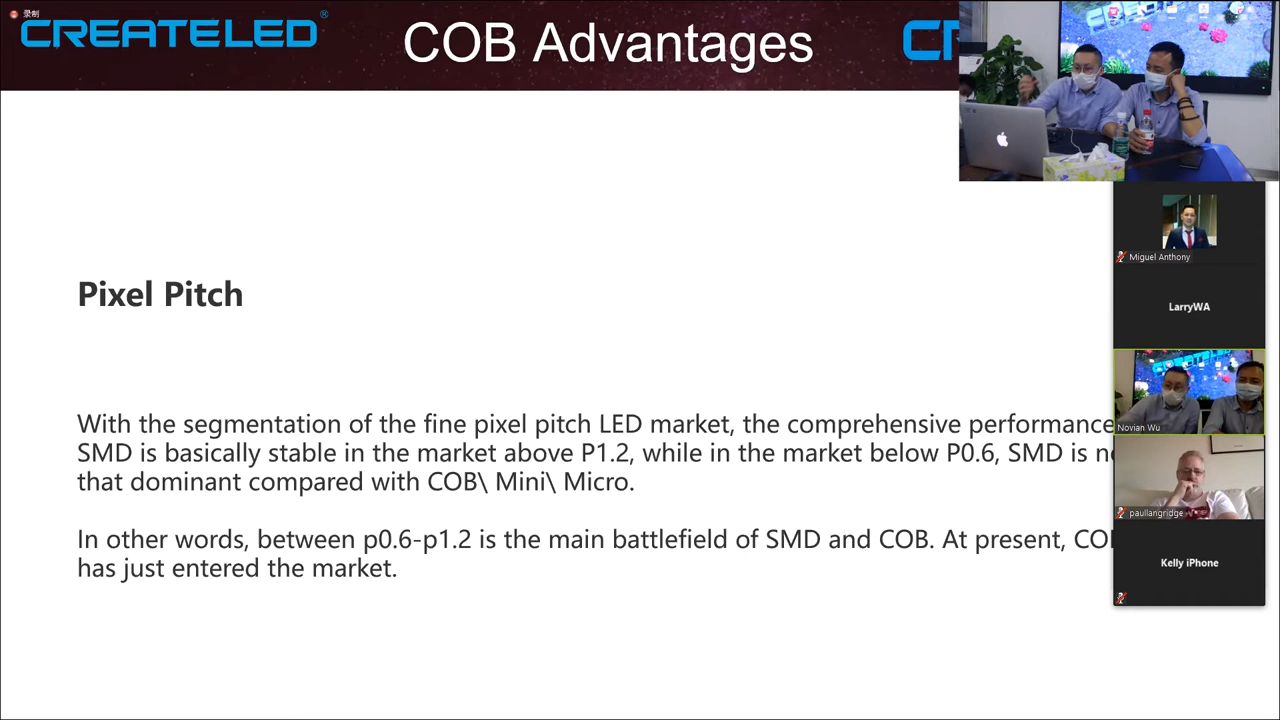 录制
CREATELED®
COB Advantages
CR
Pixel Pitch
With the segmentation of the fine pixel pitch LED market, the comprehensive performance
SMD is basically stable in the market above P1.2, while in the market below P0.6, SMD is
that dominant compared with COB\ Mini\ Micro.
In other words, between p0.6-p1.2 is the main battlefield of SMD and COB. At present,
has just entered the market.
Miguel Anthony
LarryWA
Novian Wu
paullangridge
Kelly iPhone